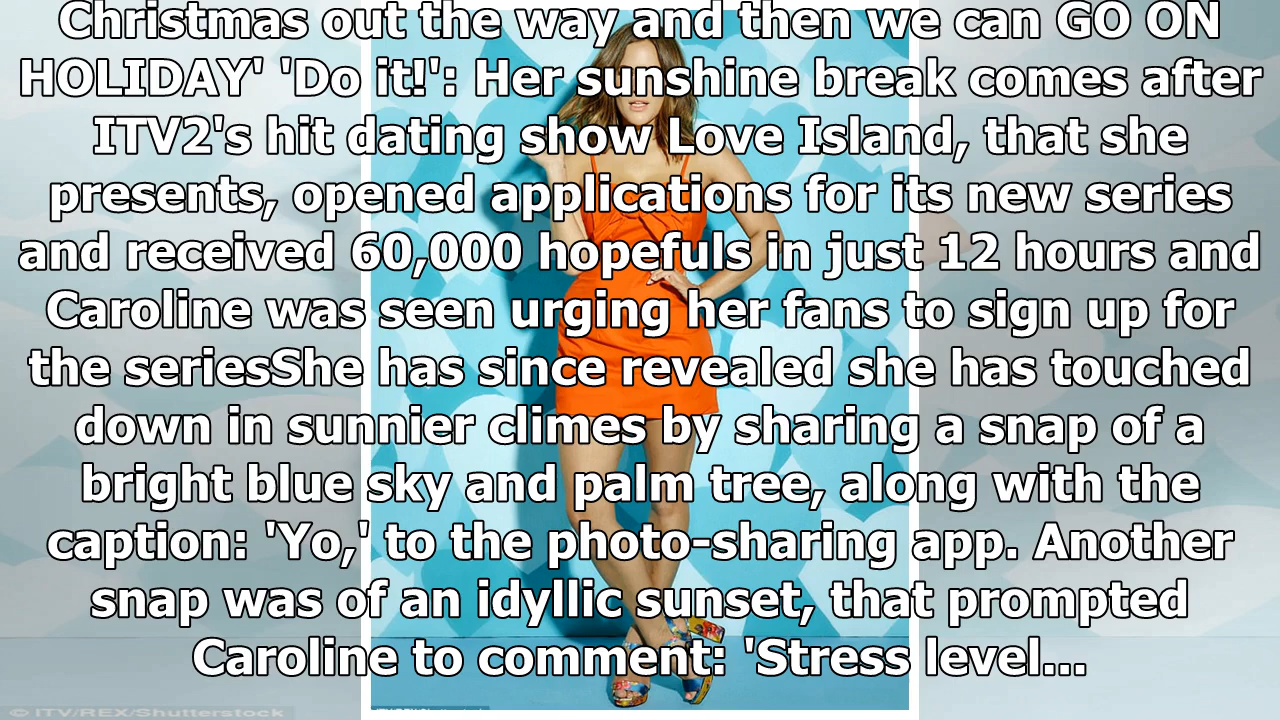 Christmas out the way and then we can GO ON
HOLIDAY' 'Do it!': Her sunshine break comes after
ITV2's hit dating show Love Island, that she
presents, opened applications for its new series
and received 60,000 hopefuls in just 12 hours and
Caroline was seen urging her fans to sign up for
the seriesShe has since revealed she has touched
down in sunnier climes by sharing a snap of a
bright blue sky and palm tree, along with the
caption: 'Yo,' to the photo-sharing app. Another
snap was of an idyllic sunset, that prompted
Caroline to comment: 'Stress level...
© ITV/REX/Shutterstock